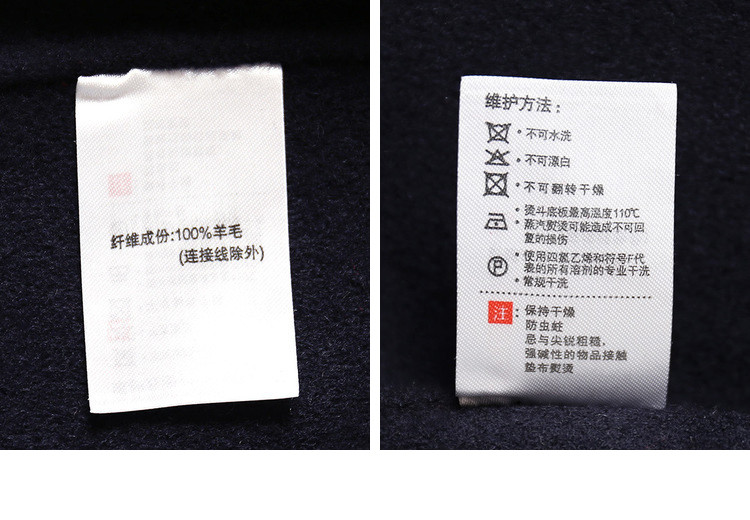 纤维成份:100%羊毛
(连接线除外)
维护方法:
• 不可水洗
• 不可漂白
• 不可翻转干燥
• 熨斗底板最高温度110℃
• 蒸汽熨烫可能造成不可回
复的损伤
• 使用四氯乙烯和符号F代
表的所有溶剂的专业干洗
• 常规干洗
P
注 : 保持干燥
防虫蛀
忌与尖锐粗糙,
强碱性的物品接触
垫布熨烫